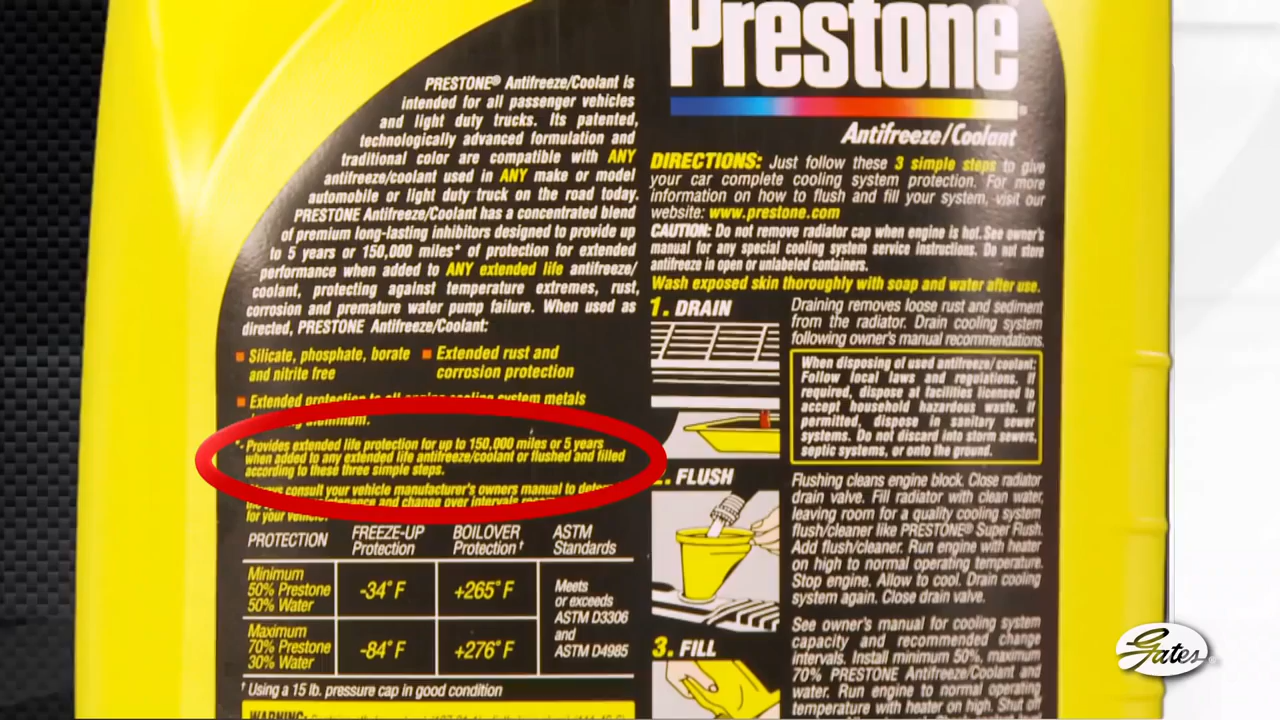 Prestone
Antifreeze/Coolant
PRESTONE® Antifreeze/Coolant is
intended for all passenger vehicles
and light duty trucks. Its patented,
technologically advanced formulation and
traditional color are compatible with ANY
antifreeze/coolant used in ANY make or model
automobile or light duty truck on the road today.
PRESTONE Antifreeze/Coolant has a concentrated blend
of premium long-lasting inhibitors designed to provide up
to 5 years or 150,000 miles* of protection for extended
performance when added to ANY extended life antifreeze/
coolant, protecting against temperature extremes, rust,
corrosion and premature water pump failure. When used as
directed, PRESTONE Antifreeze/Coolant:
Silicate, phosphate, borate
and nitrite free
Extended rust and
corrosion protection
Extended protection to all engine cooling system metals
aluminum.
*- Provides extended life protection for up to 150,000 miles or 5 years
when added to any extended life antifreeze/coolant or flushed and filled
according to these three simple steps.
consult your vehicle manufacturer's owners manual to
and change over intervals
for your vehicle.
PROTECTION
FREEZE-UP
Protection
BOILOVER
Protection†
ASTM
Standards
Minimum
50% Prestone
50% Water
-34° F
+265° F
Meets
or exceeds
ASTM D3306
and
ASTM D4985
Maximum
70% Prestone
30% Water
-84° F
+276° F
† Using a 15 lb. pressure cap in good condition
WARNING:
DIRECTIONS: Just follow these 3 simple steps to give
your car complete cooling system protection. For more
information on how to flush and fill your system, visit our
website: www.prestone.com
CAUTION: Do not remove radiator cap when engine is hot. See owner's
manual for any special cooling system service instructions. Do not store
antifreeze in open or unlabeled containers.
Wash exposed skin thoroughly with soap and water after use.
1. DRAIN
Draining removes loose rust and sediment
from the radiator. Drain cooling system
following owner's manual recommendations.
When disposing of used antifreeze/coolant:
Follow local laws and regulations. If
required, dispose at facilities licensed to
accept household hazardous waste. If
permitted, dispose in sanitary sewer
systems. Do not discard into storm sewers,
septic systems, or onto the ground.
2. FLUSH
Flushing cleans engine block. Close radiator
drain valve. Fill radiator with clean water,
leaving room for a quality cooling system
flush/cleaner like PRESTONE® Super Flush.
Add flush/cleaner. Run engine with heater
on high to normal operating temperature.
Stop engine. Allow to cool. Drain cooling
system again. Close drain valve.
3. FILL
See owner's manual for cooling system
capacity and recommended change
intervals. Install minimum 50%, maximum
70% PRESTONE Antifreeze/Coolant and
water. Run engine to normal operating
temperature with heater on high. Shut off
Gates